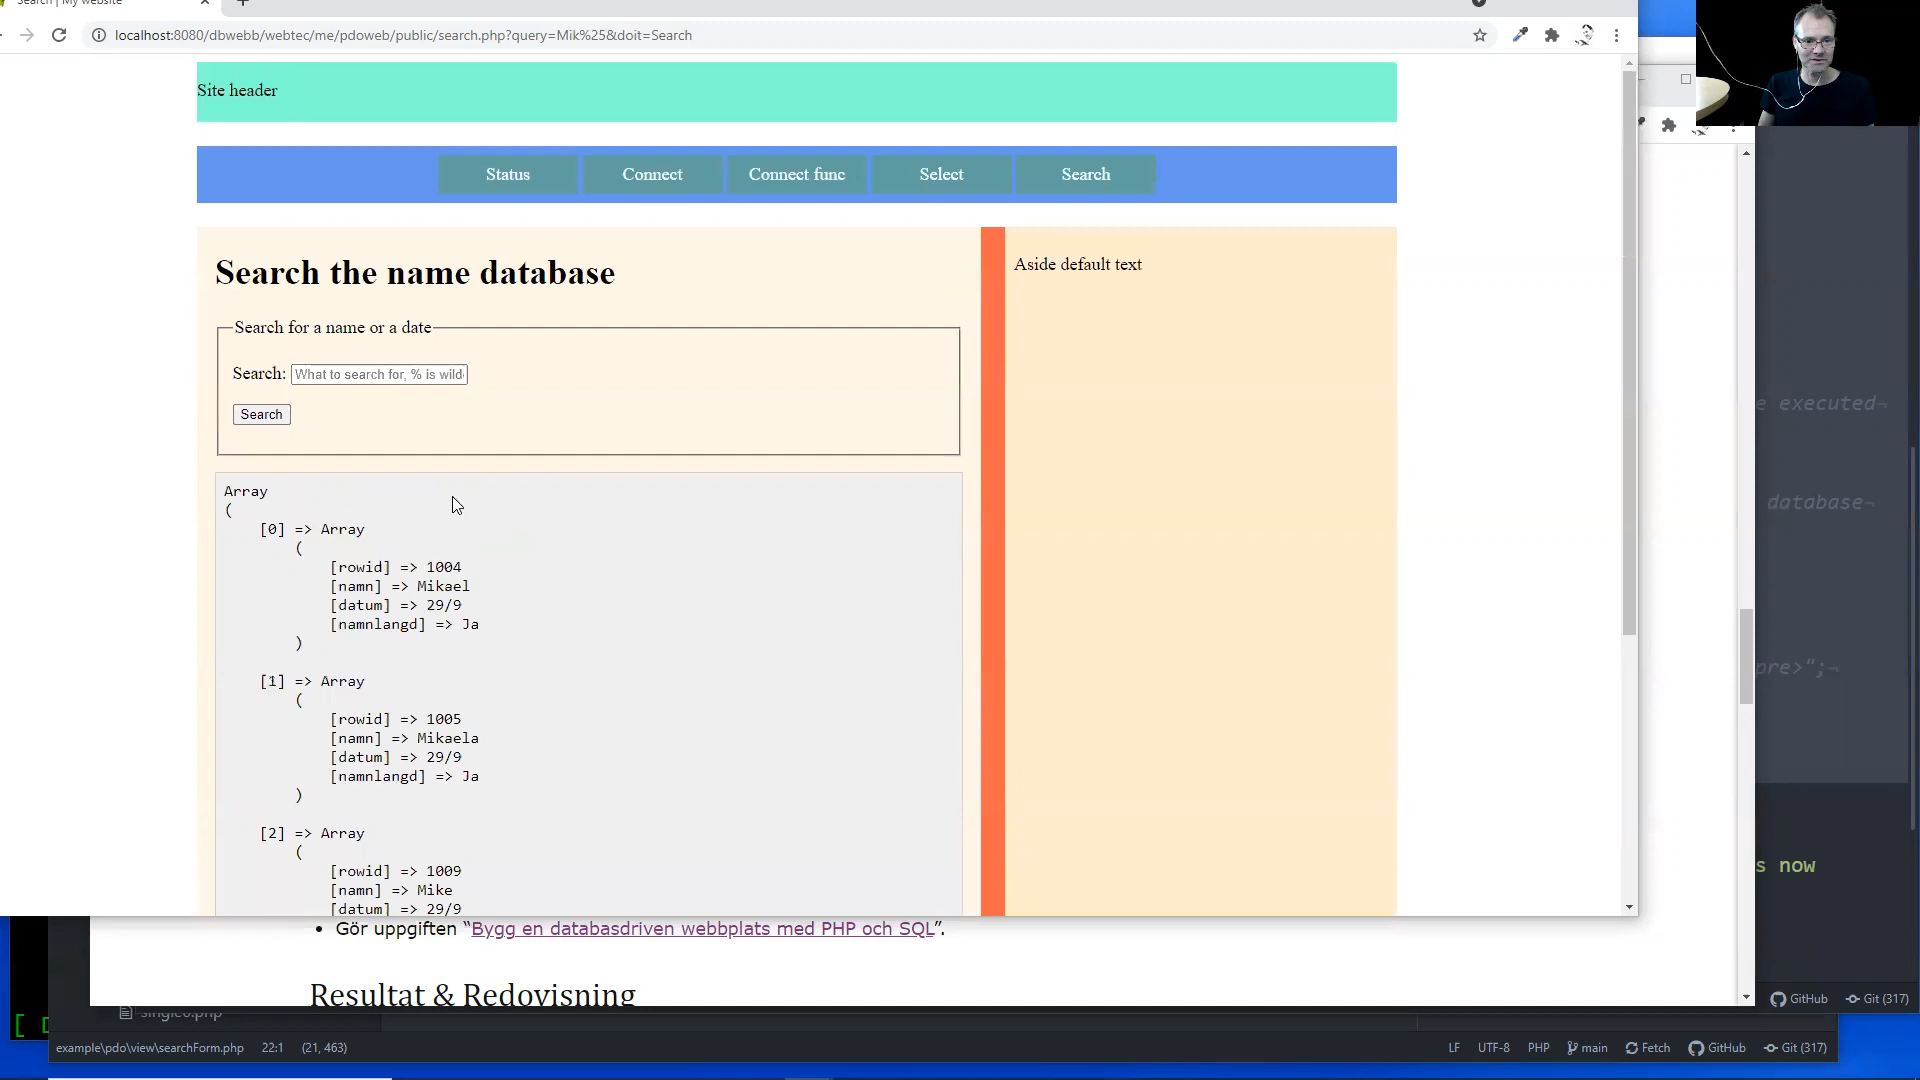 Search | My website
localhost:8080/dbwebb/webtec/me/pdoweb/public/search.php?query=Mik%25&doit=Search
Site header
Status Connect Connect func Select Search
Search the name database
Aside default text
Search for a name or a date
Search: What to search for, % is wild
Search
Array
(
[0] => Array
(
[rowid] => 1004
[namn] => Mikael
[datum] => 29/9
[namnlangd] => Ja
)
[1] => Array
(
[rowid] => 1005
[namn] => Mikaela
[datum] => 29/9
[namnlangd] => Ja
)
[2] => Array
(
[rowid] => 1009
[namn] => Mike
[datum] => 29/9
e executed¬
database¬
pre>";¬
s now
• Gör uppgiften “Bygg en databasdriven webbplats med PHP och SQL”.
Resultat & Redovisning
GitHub Git (317)
single0.php
example\pdo\view\searchForm.php 22:1 (21, 463) LF UTF-8 PHP main Fetch GitHub Git (317)